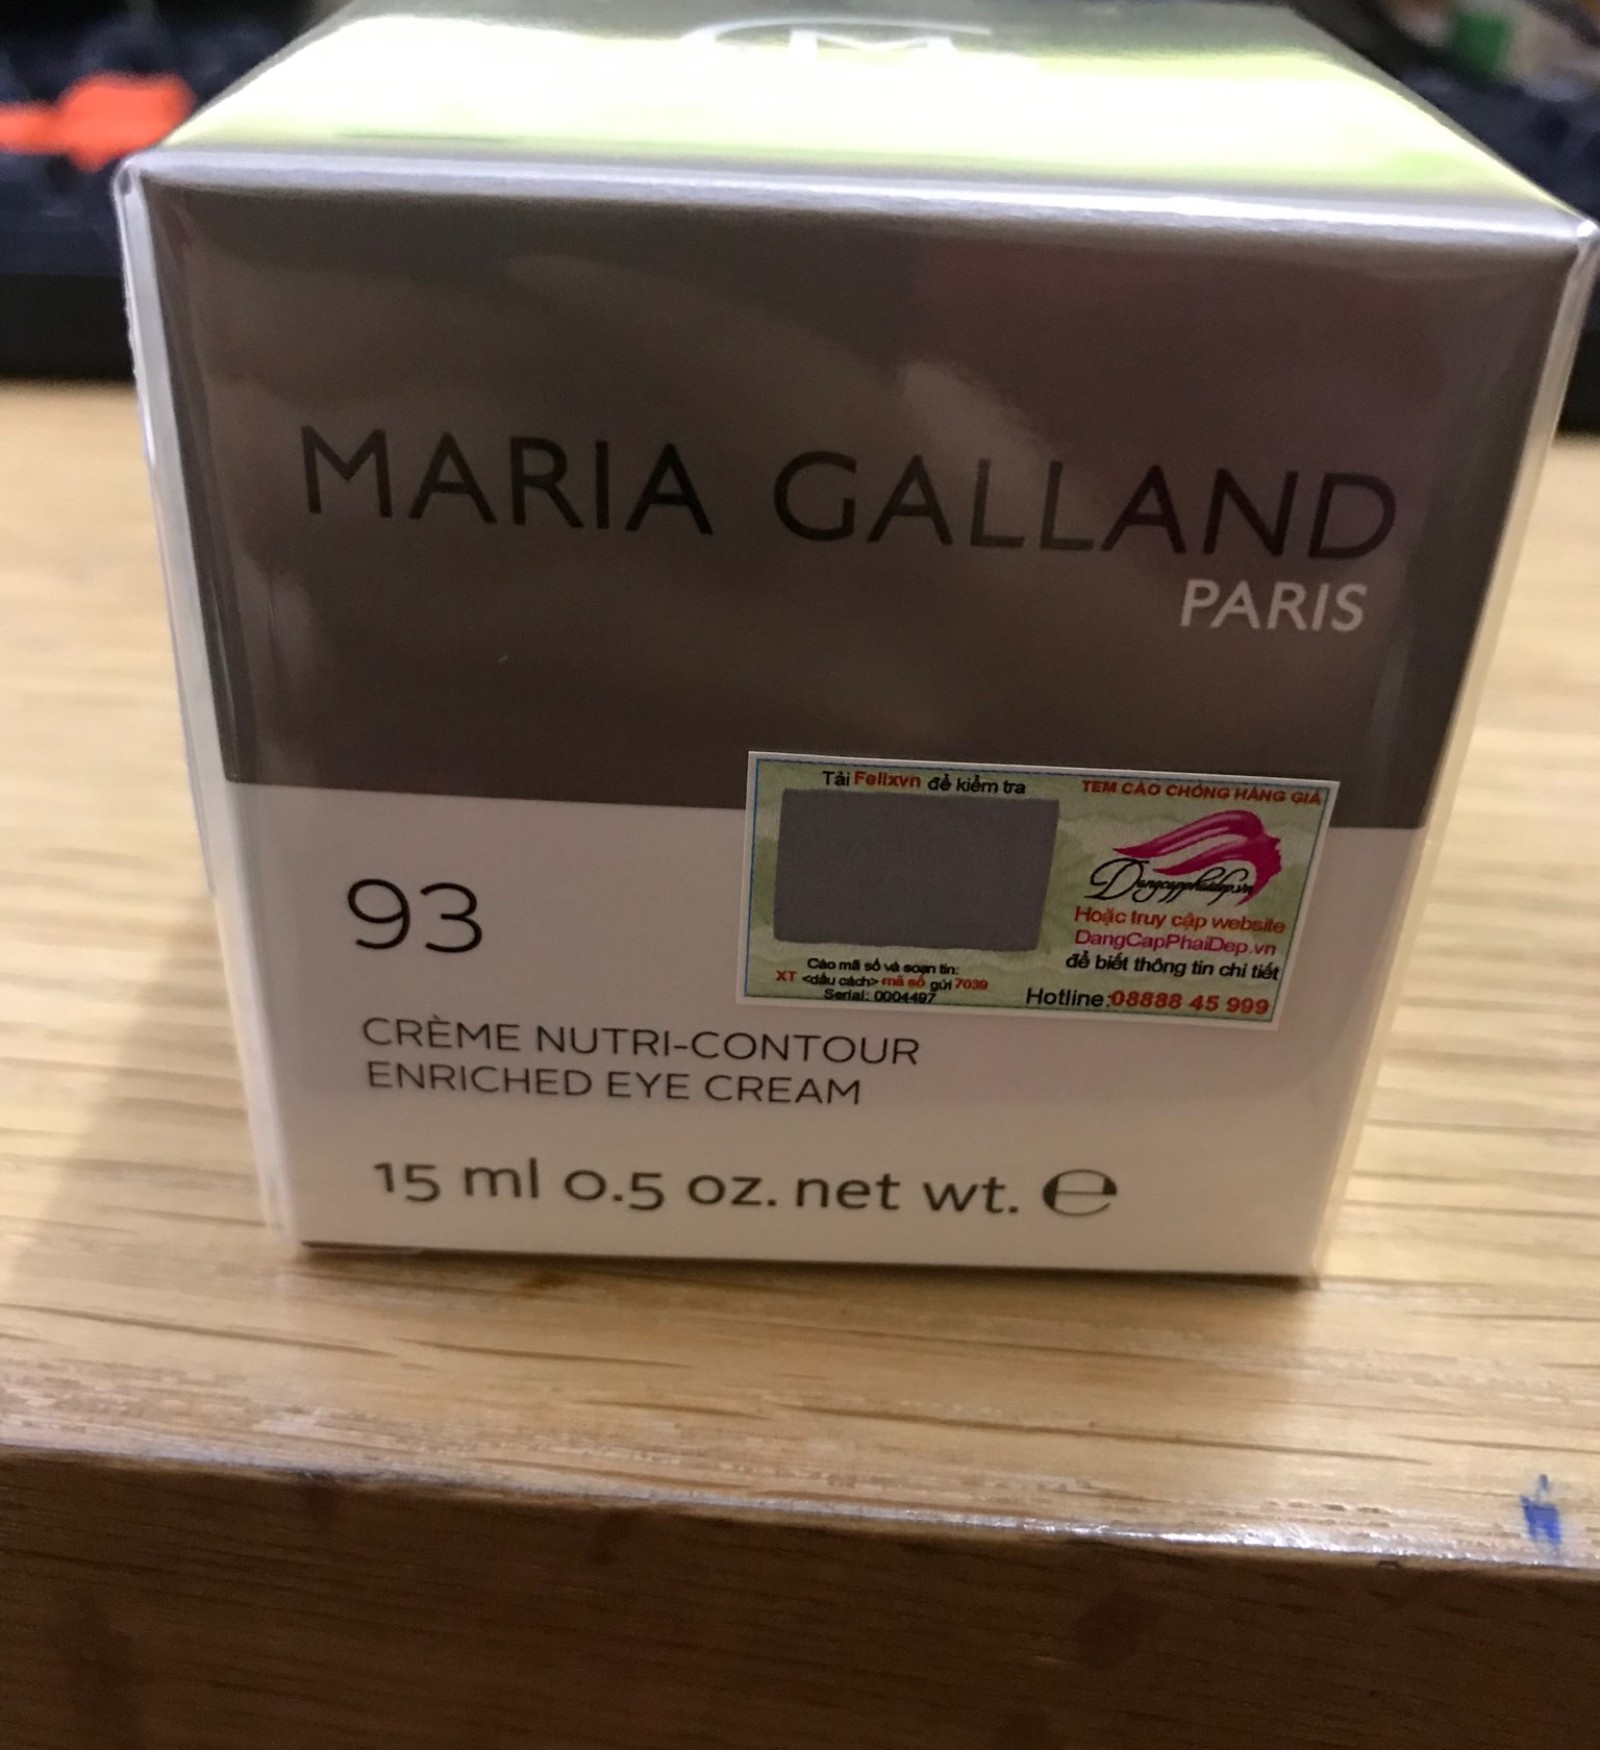 MARIA GALLAND
PARIS
Tải Felixvn để kiểm tra
TEM CÀO CHỐNG HÀNG GIẢ
Dangcapphaidep.vn
Hoặc truy cập website
DangCapPhaiDep.vn
để biết thông tin chi tiết
Hotline:08888 45 999
Cào mã số và soạn tin:
XT <dấu cách> mã số gửi 7039
Serial: 0004497
93
CRÈME NUTRI-CONTOUR
ENRICHED EYE CREAM
15 ml 0.5 oz. net wt. ℮